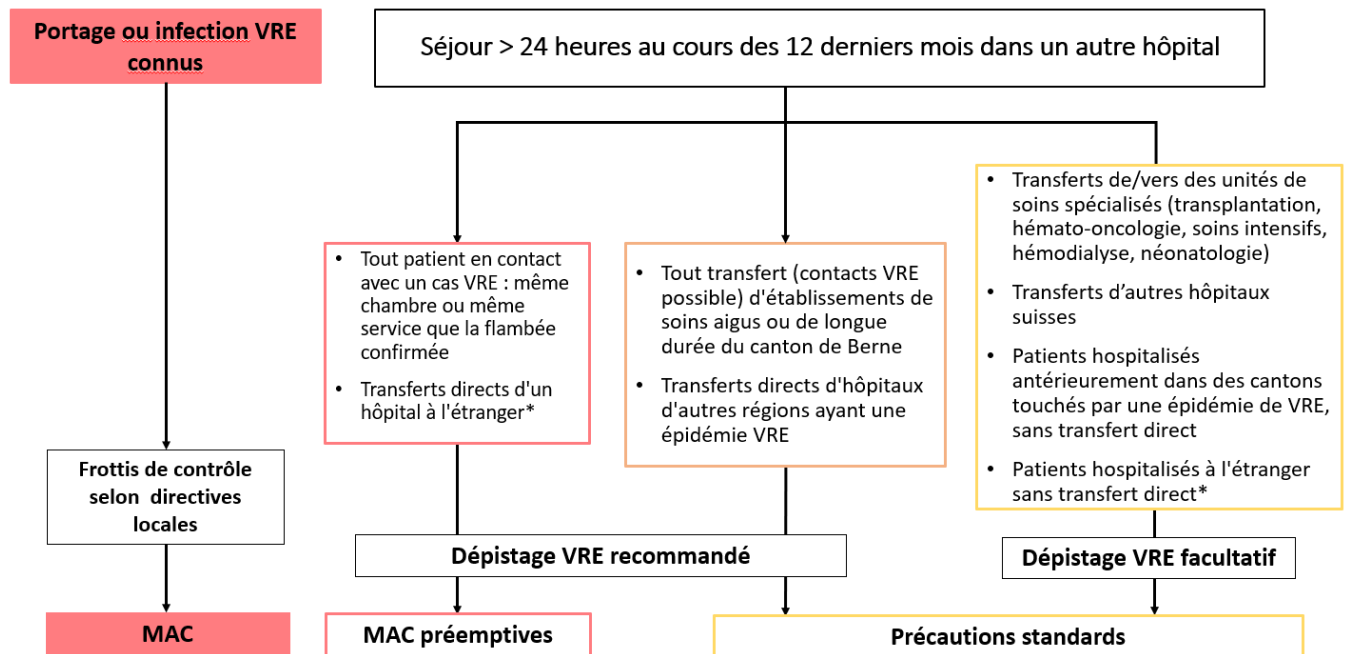 Portage ou infection VRE
connus
Séjour > 24 heures au cours des 12 derniers mois dans un autre hôpital
• Tout patient en contact
avec un cas VRE : même
chambre ou même
service que la flambée
confirmée
• Transferts directs d'un
hôpital à l'étranger*
• Tout transfert (contacts VRE
possible) d'établissements de
soins aigus ou de longue
durée du canton de Berne
• Transferts directs d'hôpitaux
d'autres régions ayant une
épidémie VRE
• Transferts de/vers des unités de
soins spécialisés (transplantation,
hémato-oncologie, soins intensifs,
hémodialyse, néonatologie)
• Transferts d’autres hôpitaux
suisses
• Patients hospitalisés
antérieurement dans des cantons
touchés par une épidémie de VRE,
sans transfert direct
• Patients hospitalisés à l'étranger
sans transfert direct*
Frottis de contrôle
selon directives
locales
Dépistage VRE recommandé
Dépistage VRE facultatif
MAC
MAC préemptives
Précautions standards